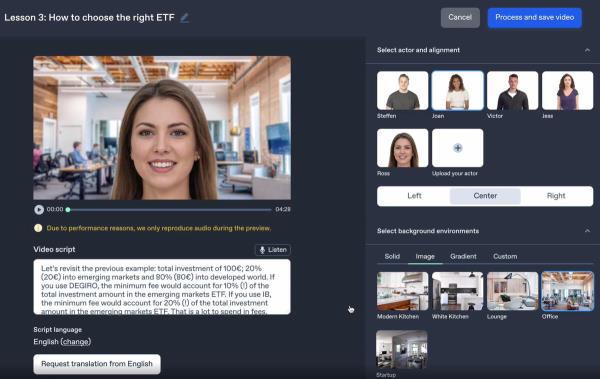 Lesson 3: How to choose the right ETF
Cancel
Process and save video
00:00
04:28
Due to performance reasons, we only reproduce audio during the preview.
Video script
Listen
Let's revisit the previous example: total investment of 100€; 20%
(20€) into emerging markets and 80% (80€) into developed world. If
you use DEGIRO, the minimum fee would account for 10% (!) of the
total investment amount in the emerging markets ETF. If you use IB,
the minimum fee would account for 20% (!) of the total investment
amount in the emerging markets ETF. That is a lot to spend in fees.
Script language
English (change)
Request translation from English
Select actor and alignment
Steffen
Joan
Victor
Jess
Ross
Upload your actor
Left
Center
Right
Select background environments
Solid
Image
Gradient
Custom
Modern Kitchen
White Kitchen
Lounge
Office
Startup